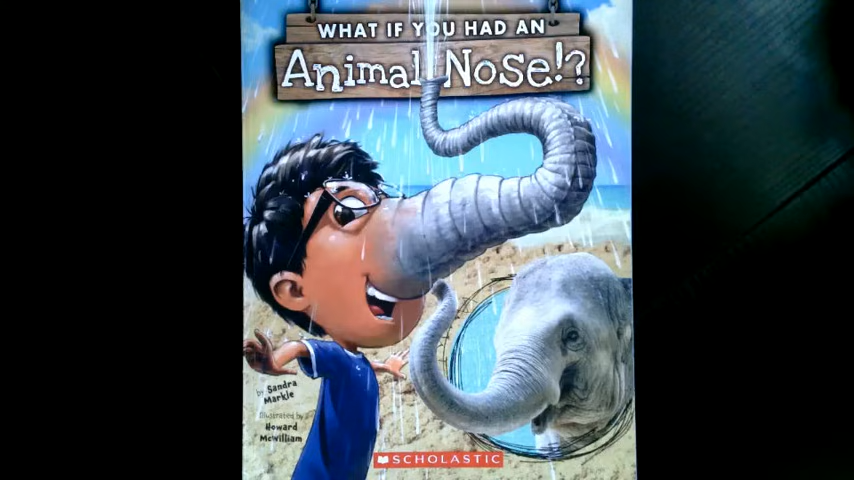 WHAT IF YOU HAD AN
Animal Nose!?
by Sandra
Markle
Illustrated by
Howard
McWilliam
SCHOLASTIC